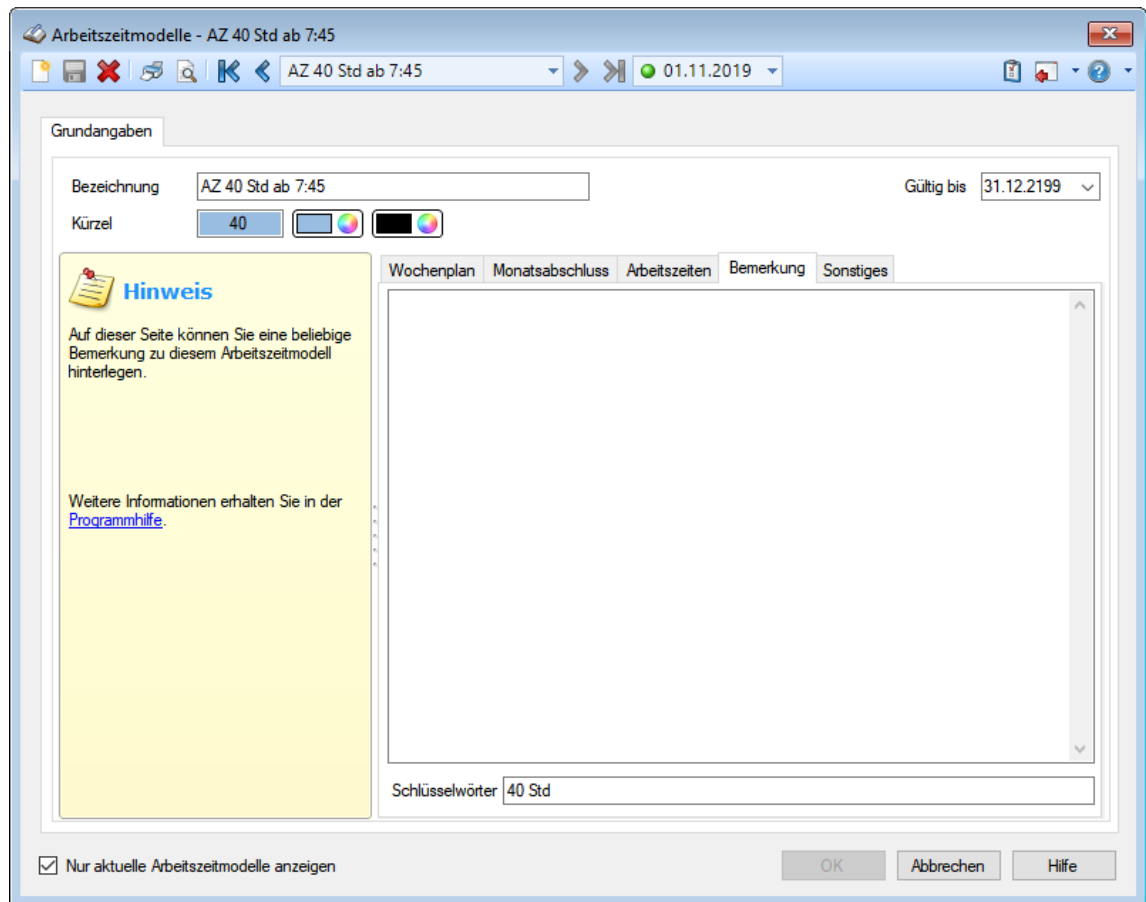 Arbeitszeitmodelle - AZ 40 Std ab 7:45
AZ 40 Std ab 7:45
01.11.2019
Grundangaben
Bezeichnung AZ 40 Std ab 7:45 Gültig bis 31.12.2199
Kürzel 40
Wochenplan Monatsabschluss Arbeitszeiten Bemerkung Sonstiges
Hinweis
Auf dieser Seite können Sie eine beliebige
Bemerkung zu diesem Arbeitszeitmodell
hinterlegen.
Weitere Informationen erhalten Sie in der
Programmhilfe.
Schlüsselwörter 40 Std
Nur aktuelle Arbeitszeitmodelle anzeigen
OK Abbrechen Hilfe